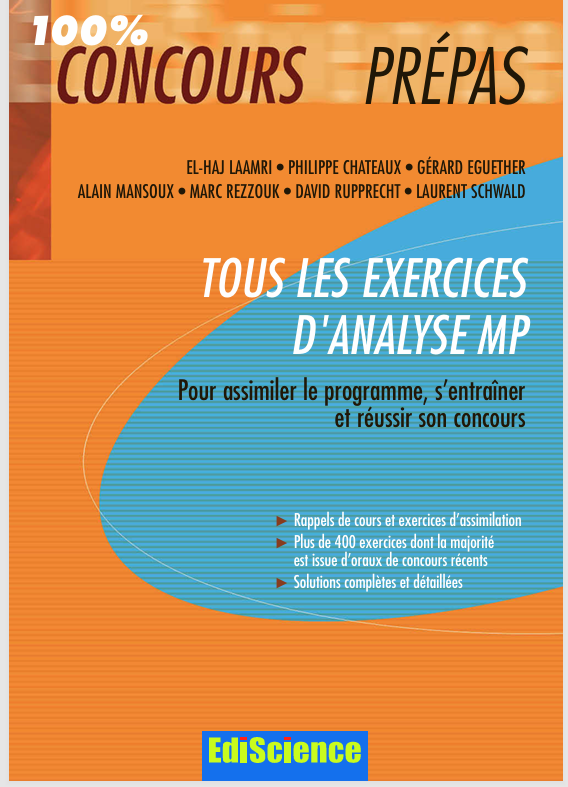 100%
CONCOURS PRÉPAS
EL-HAJ LAAMRI • PHILIPPE CHATEAUX • GÉRARD EGUETHER
ALAIN MANSOUX • MARC REZZOUK • DAVID RUPPRECHT • LAURENT SCHWALD
TOUS LES EXERCICES
D'ANALYSE MP
Pour assimiler le programme, s'entraîner
et réussir son concours
► Rappels de cours et exercices d'assimilation
► Plus de 400 exercices dont la majorité
est issue d'oraux de concours récents
► Solutions complètes et détaillées
EdiScience